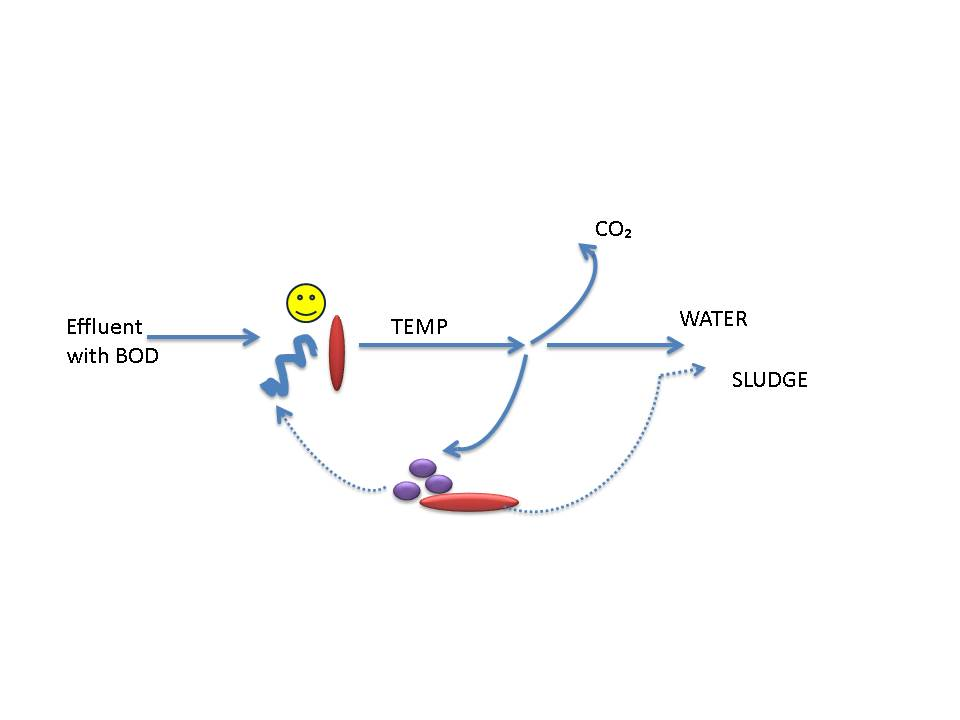 CO₂
Effluent
with BOD
TEMP
WATER
SLUDGE